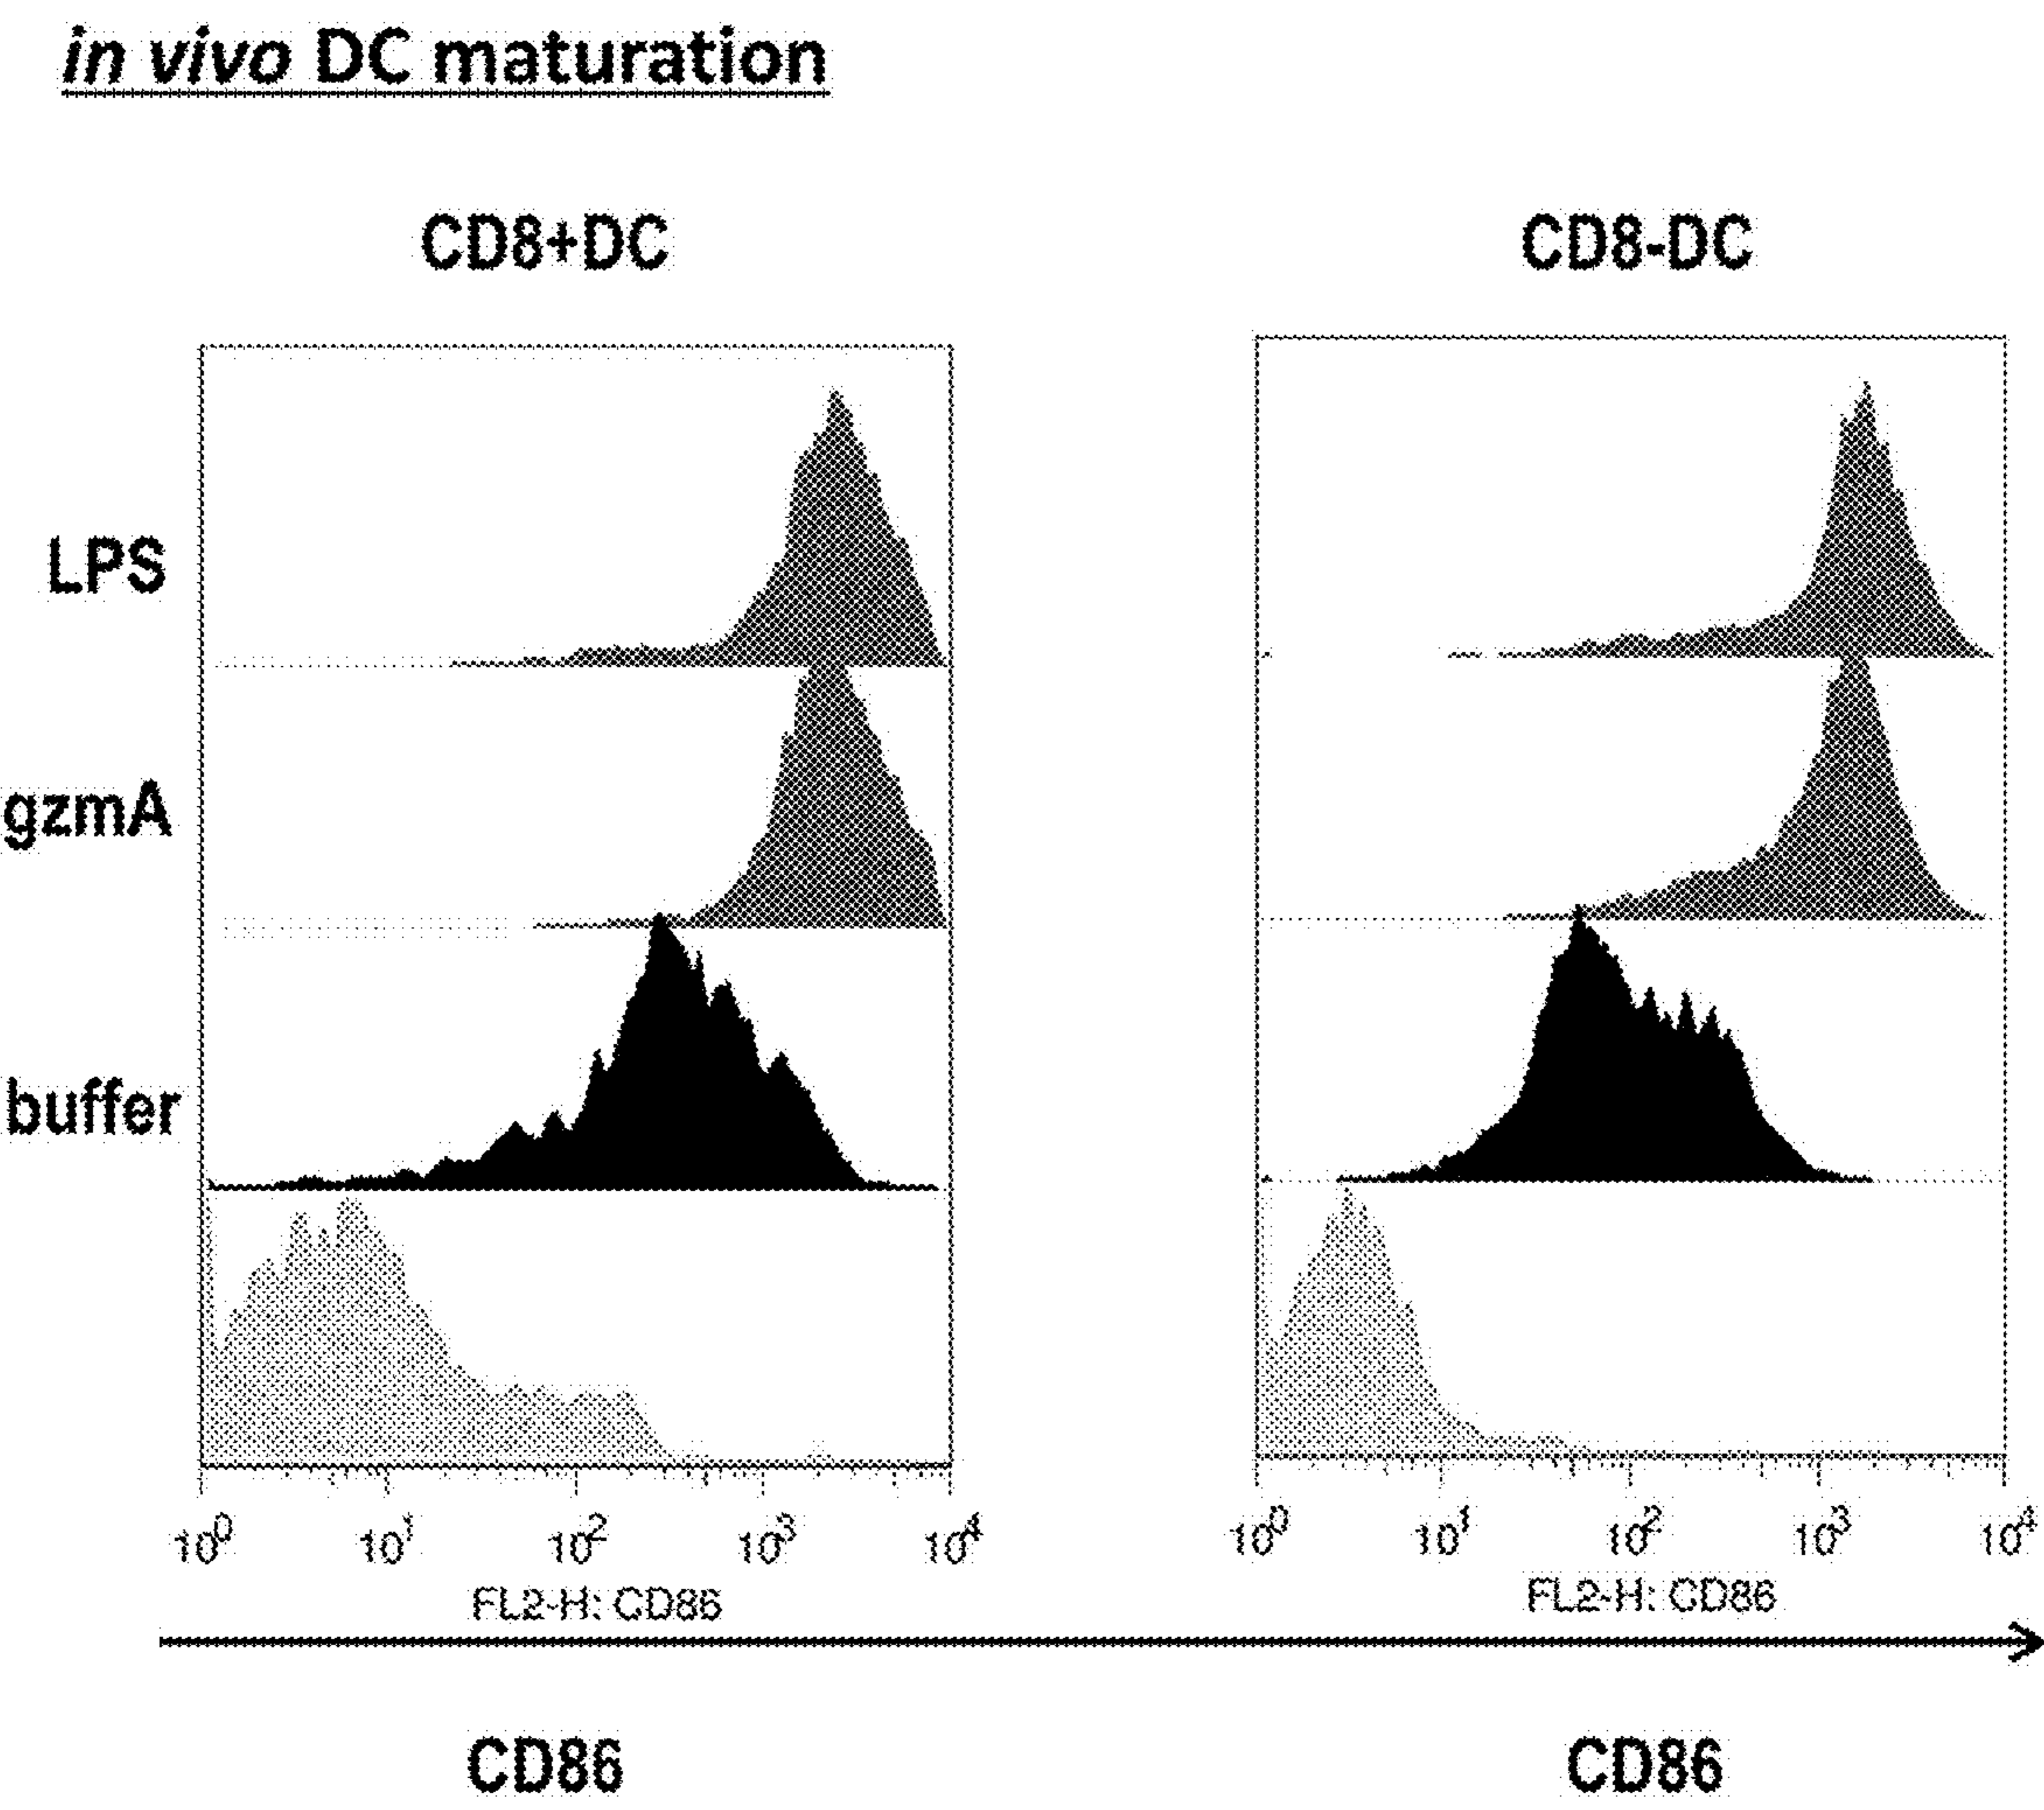 in vivo DC maturation
CD8+DC
CD8-DC
LPS
gzmA
buffer
10^0 10^1 10^2 10^3 10^4
FL2-H: CD86
10^0 10^1 10^2 10^3 10^4
FL2-H: CD86
CD86
CD86